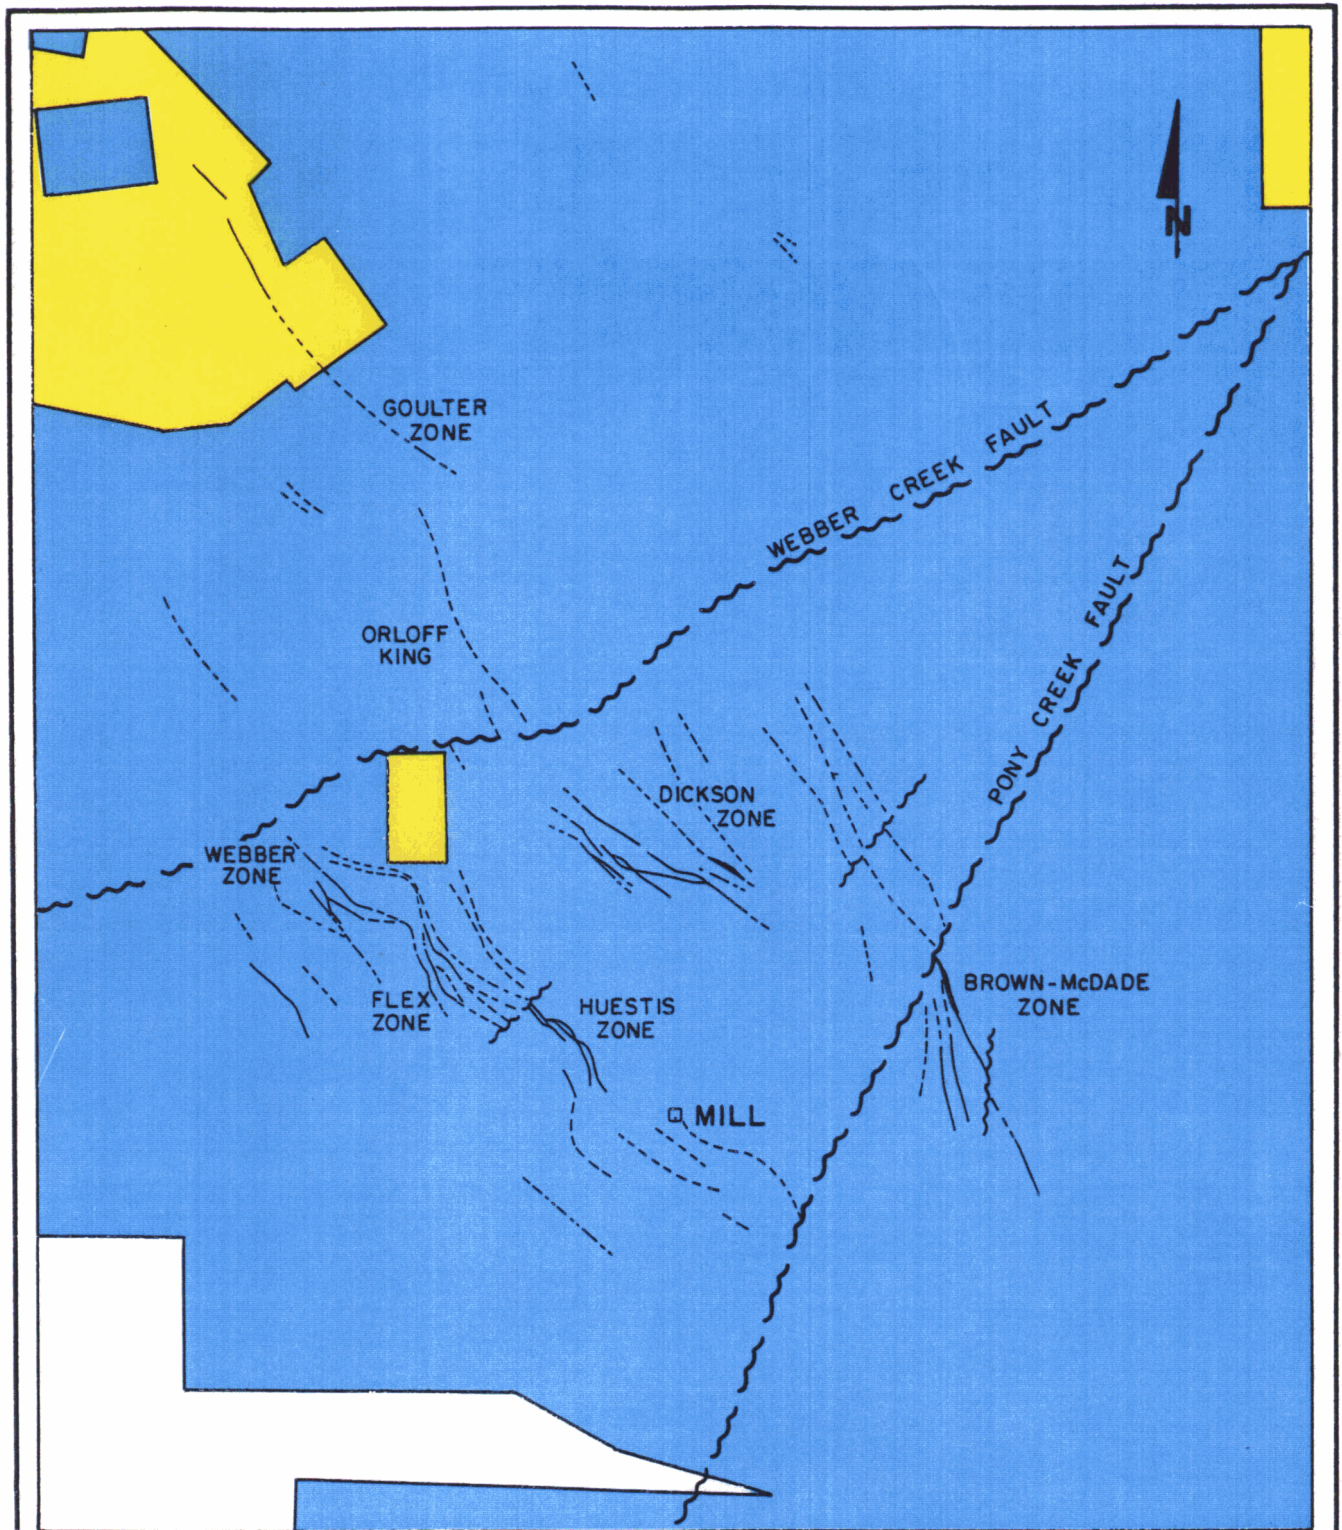 N
GOULTER
ZONE
WEBBER CREEK FAULT
PONY CREEK FAULT
ORLOFF
KING
DICKSON
ZONE
WEBBER
ZONE
FLEX
ZONE
HUESTIS
ZONE
BROWN-McDADE
ZONE
MILL